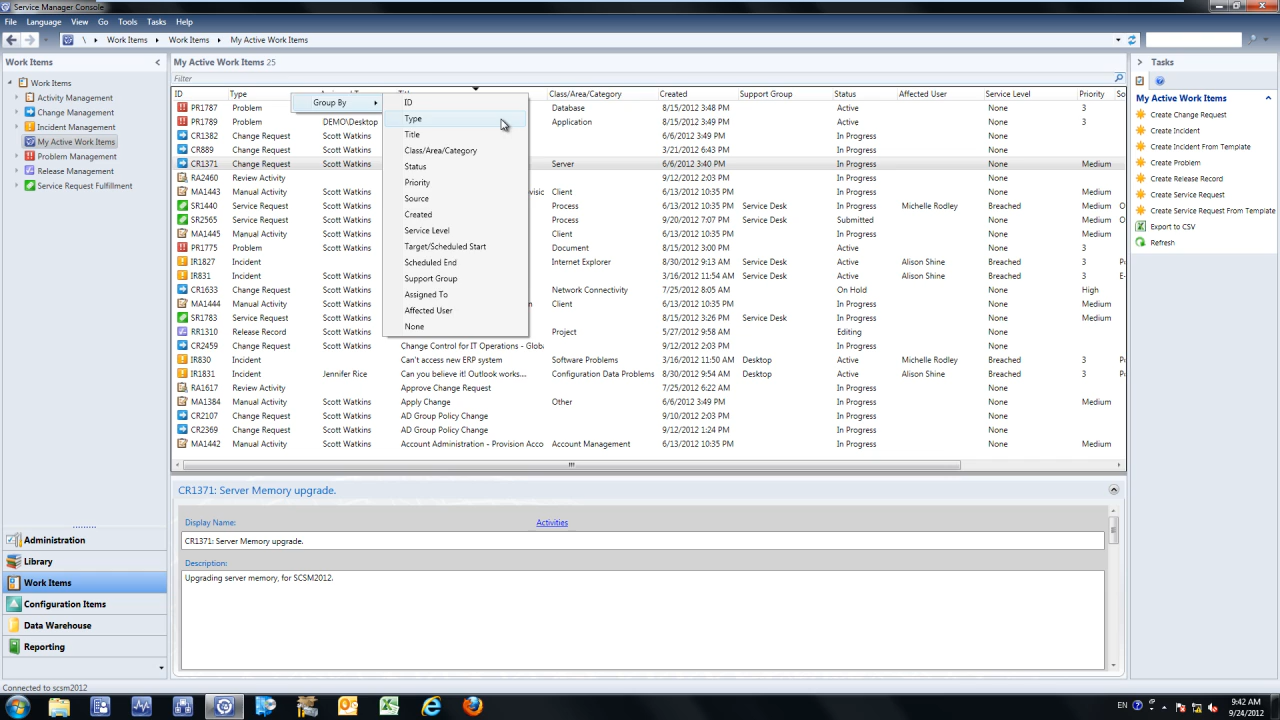 Service Manager Console
File Language View Go Tools Tasks Help
\ Work Items Work Items My Active Work Items
Work Items
Work Items
Activity Management
Change Management
Incident Management
My Active Work Items
Problem Management
Release Management
Service Request Fulfillment
Administration
Library
Work Items
Configuration Items
Data Warehouse
Reporting
My Active Work Items 25
Filter
ID Type Class/Area/Category Created Support Group Status Affected User Service Level Priority So
PR1787 Problem Database 8/15/2012 3:48 PM Active None 3
PR1789 Problem DEMO\Desktop Application 8/15/2012 3:49 PM Active None 3
CR1382 Change Request Scott Watkins 6/6/2012 3:49 PM In Progress None
CR889 Change Request Scott Watkins 3/21/2012 6:43 PM In Progress None
CR1371 Change Request Scott Watkins Server 6/6/2012 3:40 PM In Progress None Medium
RA2460 Review Activity 9/12/2012 2:03 PM In Progress None
MA1443 Manual Activity Scott Watkins Client 6/13/2012 10:35 PM In Progress None Medium
SR1440 Service Request Scott Watkins Process 6/13/2012 10:35 PM Service Desk In Progress Michelle Rodley Breached
SR2565 Service Request Scott Watkins Process 9/20/2012 7:07 PM Service Desk Submitted None
MA1445 Manual Activity Scott Watkins Client 6/13/2012 10:35 PM In Progress None Medium
PR1775 Problem Scott Watkins Document 8/15/2012 3:00 PM Active None 3
IR1827 Incident Scott Watkins Internet Explorer 8/30/2012 9:13 AM Service Desk Active Alison Shine Breached 3
IR831 Incident Scott Watkins 3/16/2012 11:54 AM Service Desk Active Alison Shine Breached 3 E-
CR1633 Change Request Scott Watkins Network Connectivity 7/25/2012 8:05 AM On Hold None High
MA1444 Manual Activity Scott Watkins Client 6/13/2012 10:35 PM In Progress None Medium
SR1783 Service Request Scott Watkins 8/15/2012 3:26 PM Service Desk In Progress Breached
RR1310 Release Record Scott Watkins Project 5/27/2012 9:58 AM Editing None
CR2459 Change Request Scott Watkins Change Control for IT Operations - Globa 9/12/2012 2:03 PM In Progress None
IR830 Incident Scott Watkins Can't access new ERP system Software Problems 3/16/2012 11:50 AM Desktop Active Michelle Rodley Breached 3
IR1831 Incident Jennifer Rice Can you believe it! Outlook works... Configuration Data Problems 8/30/2012 9:54 AM Desktop Active Alison Shine Breached 3
RA1617 Review Activity Approve Change Request 7/25/2012 6:22 AM In Progress None
MA1384 Manual Activity Scott Watkins Apply Change Other 6/6/2012 3:49 PM In Progress None Medium
CR2107 Change Request Scott Watkins AD Group Policy Change 9/10/2012 2:03 PM In Progress None
CR2369 Change Request Scott Watkins AD Group Policy Change 9/12/2012 1:24 PM In Progress None
MA1442 Manual Activity Scott Watkins Account Administration - Provision Acco Account Management 6/13/2012 10:35 PM In Progress None Medium
Group By
ID
Type
Title
Class/Area/Category
Status
Priority
Source
Created
Service Level
Target/Scheduled Start
Scheduled End
Support Group
Assigned To
Affected User
None
CR1371: Server Memory upgrade.
Display Name: Activities
CR1371: Server Memory upgrade.
Description:
Upgrading server memory, for SCSM2012.
Tasks
My Active Work Items
Create Change Request
Create Incident
Create Incident From Template
Create Problem
Create Release Record
Create Service Request
Create Service Request From Template
Export to CSV
Refresh
Connected to scsm2012
EN
9:42 AM
9/24/2012